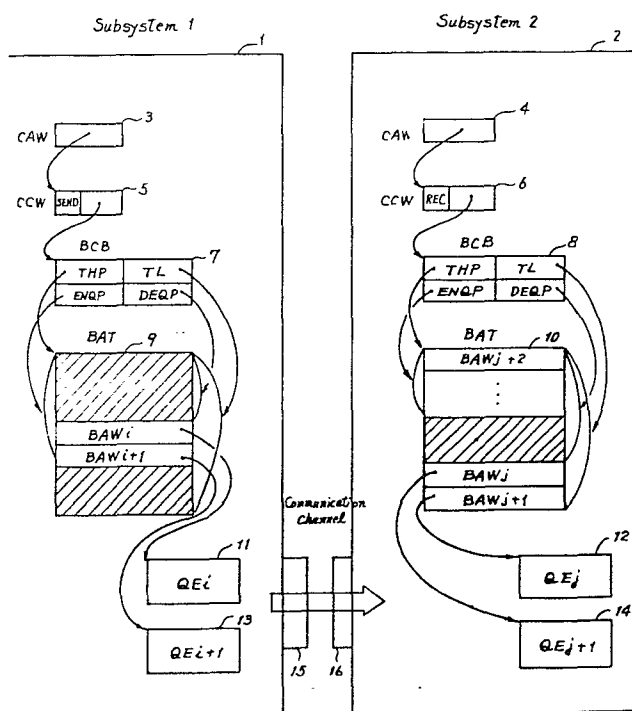 Subsystem 1
1
CAW
3
CCW
SEND
5
BCB
7
THP TL
ENQP DEQP
BAT
9
BAWi
BAWi+1
11
QEi
13
QEi+1
Communication
Channel
15 16
Subsystem 2
2
CAW
4
CCW
REC
6
BCB
8
THP TL
ENQP DEQP
BAT
10
BAWj+2
⋮
BAWj
BAWj+1
12
QEj
14
QEj+1